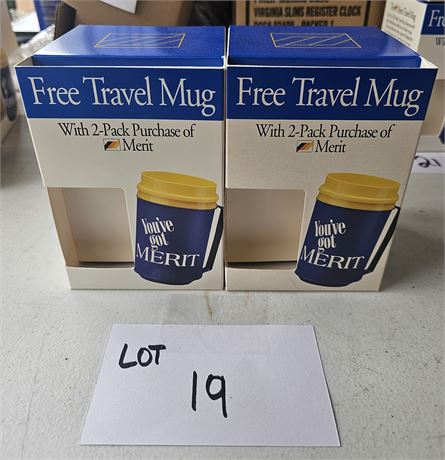 VIRGINIA SLIMS REGISTER CLOCK
Free Travel Mug
With 2-Pack Purchase of
Merit
You've
got
MERIT
Free Travel Mug
With 2-Pack Purchase of
Merit
You've
got
MERIT
LOT
19